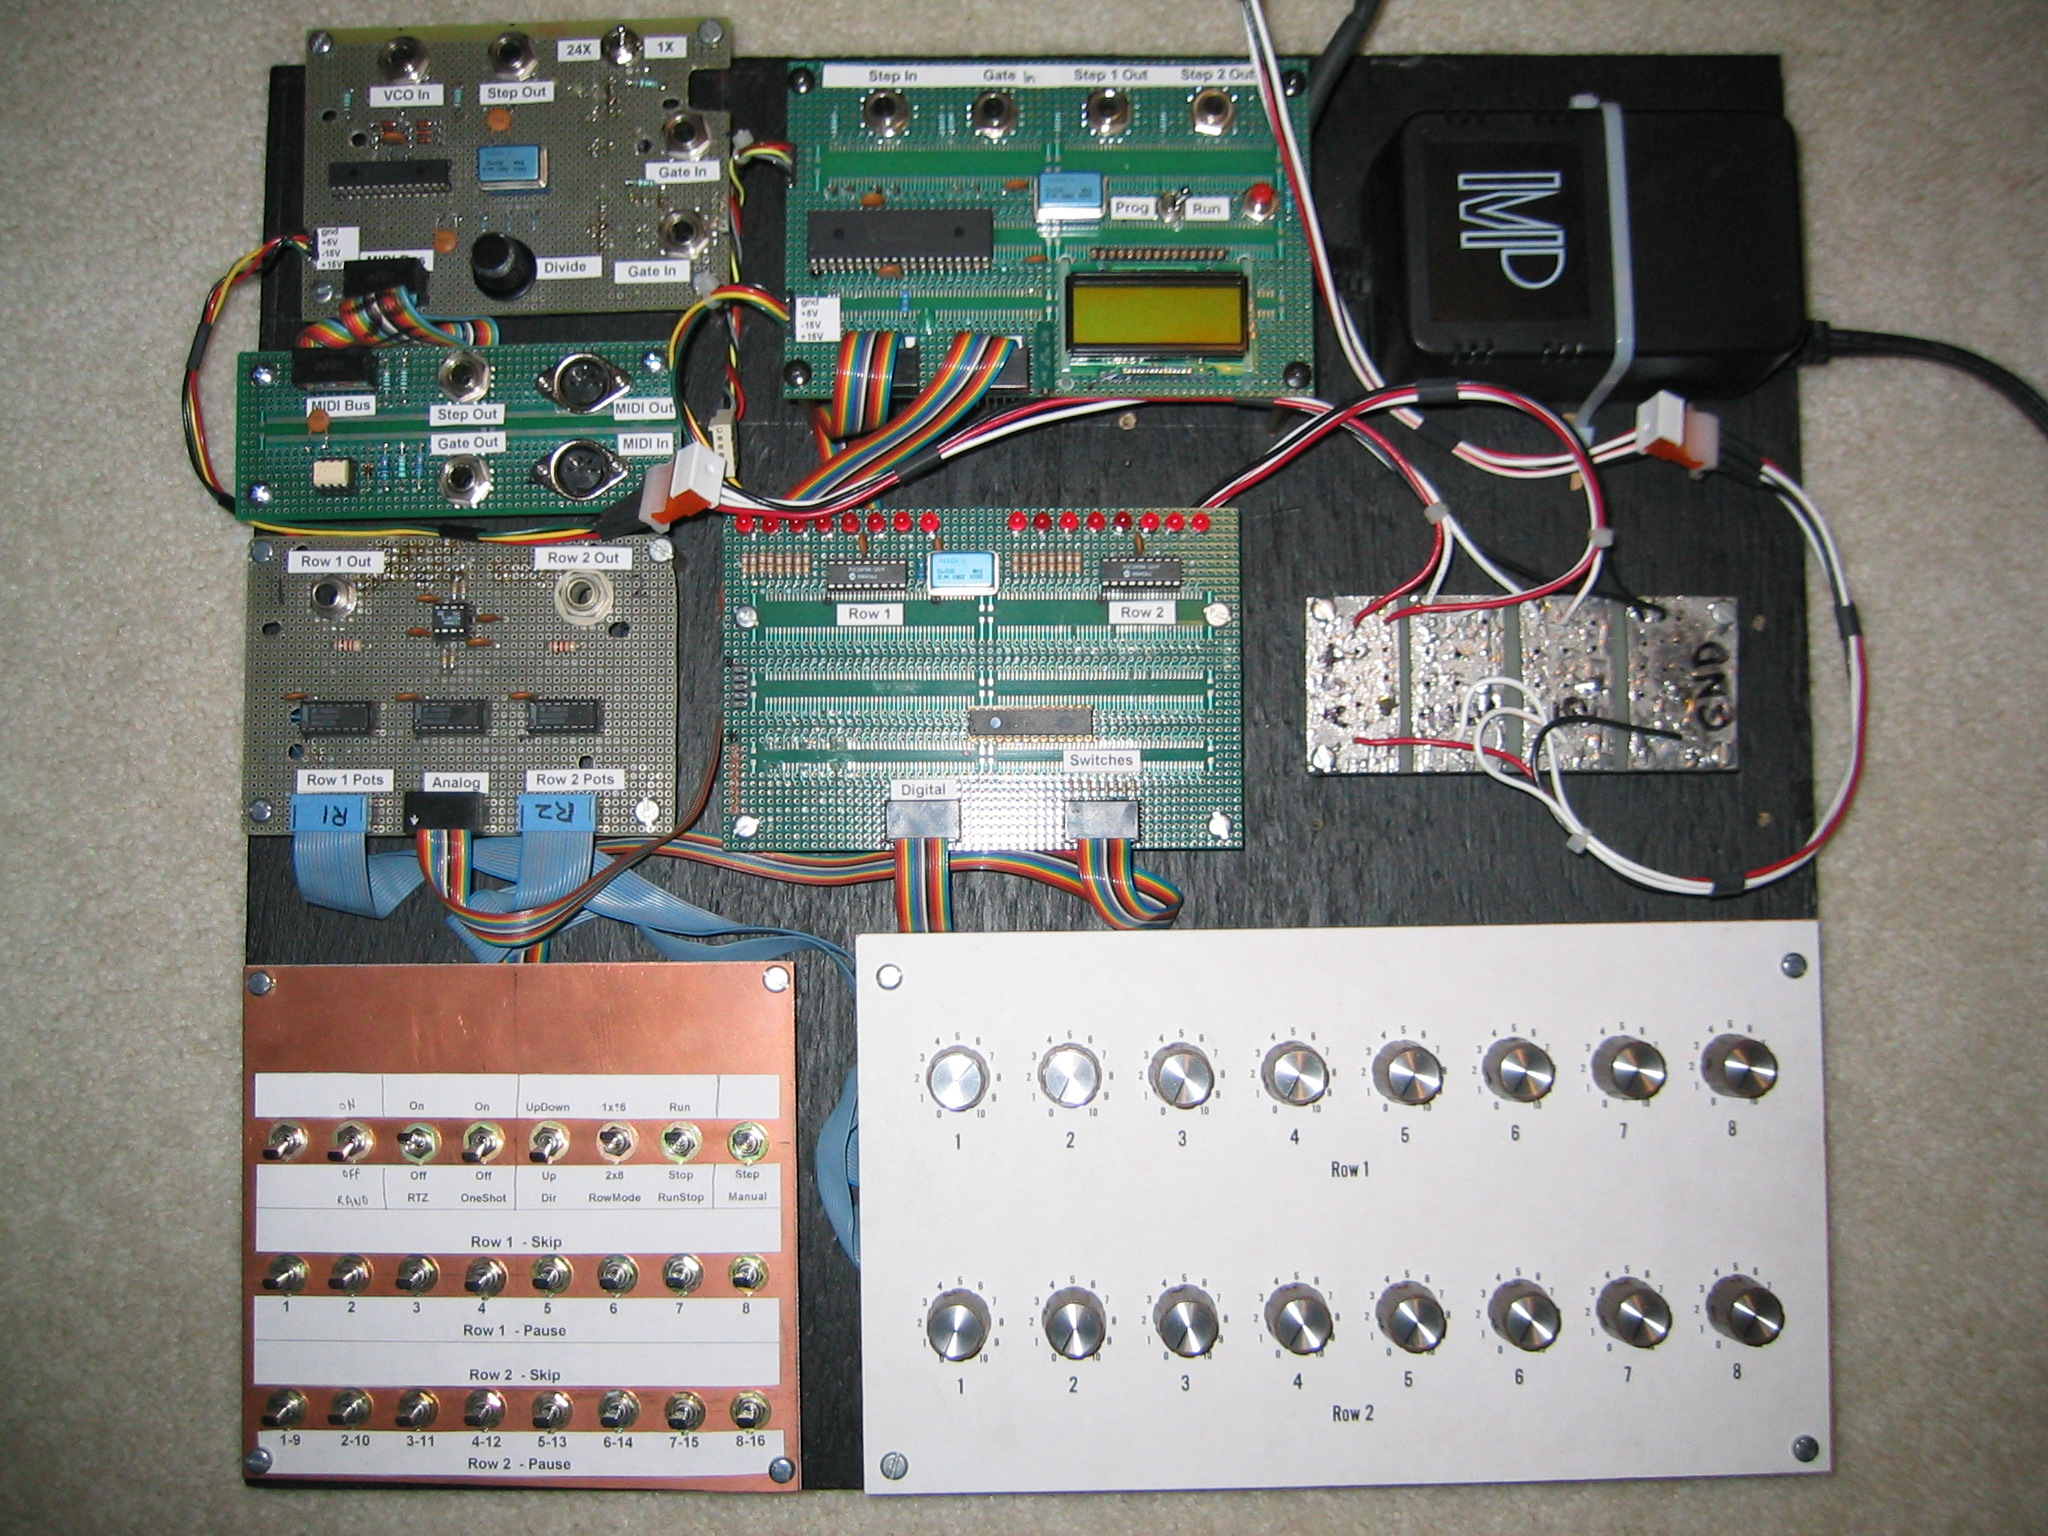 24X
1X
VCO In
Step Out
Gate In
gnd
+5V
-15V
+15V
Divide
Gate In
MIDI Bus
Step Out
MIDI Out
Gate Out
MIDI In
Step In
Gate In
Step 1 Out
Step 2 Out
Prog
Run
gnd
+5V
-15V
+15V
IMP
Row 1 Out
Row 2 Out
Row 1 Pots
Analog
Row 2 Pots
R1
R2
Row 1
Row 2
Switches
Digital
GND
ON On On UpDown 1x16 Run
OFF Off Off Up 2x8 Stop Step
RAND RTZ OneShot Dir RowMode RunStop Manual
Row 1 - Skip
1 2 3 4 5 6 7 8
Row 1 - Pause
Row 2 - Skip
1-9 2-10 3-11 4-12 5-13 6-14 7-15 8-16
Row 2 - Pause
1 2 3 4 5 6 7 8
Row 1
1 2 3 4 5 6 7 8
Row 2